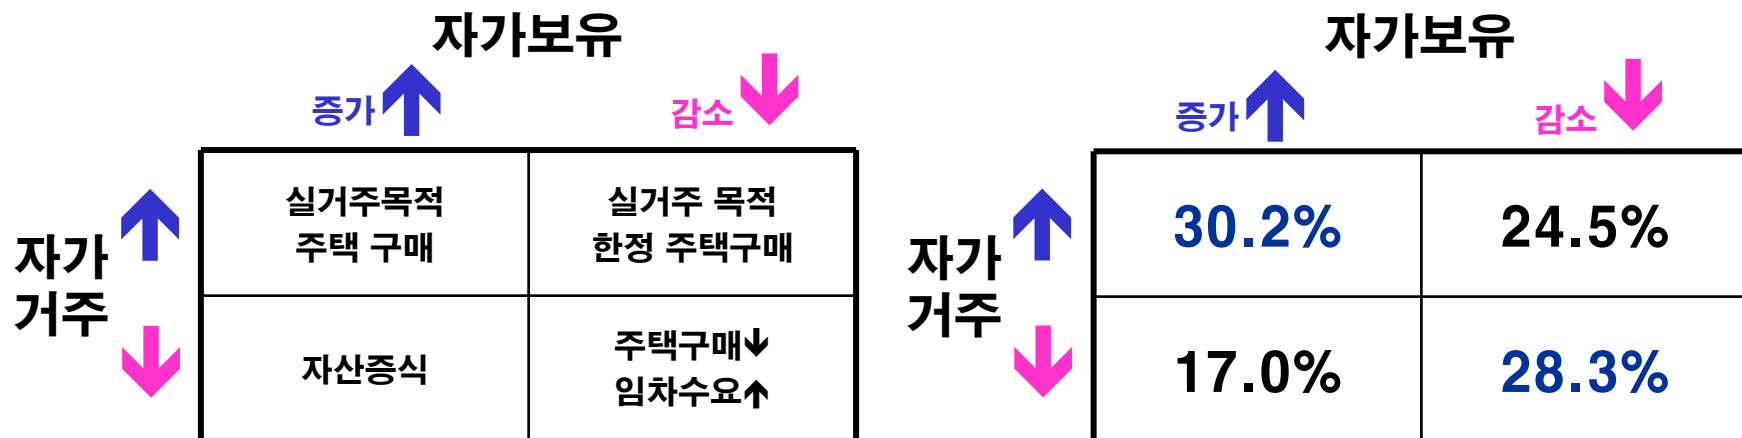 자가보유
증가 감소
자가
거주
실거주목적
주택 구매
실거주 목적
한정 주택구매
자산증식
주택구매↓
임차수요↑
자가보유
증가 감소
자가
거주
30.2% 24.5%
17.0% 28.3%